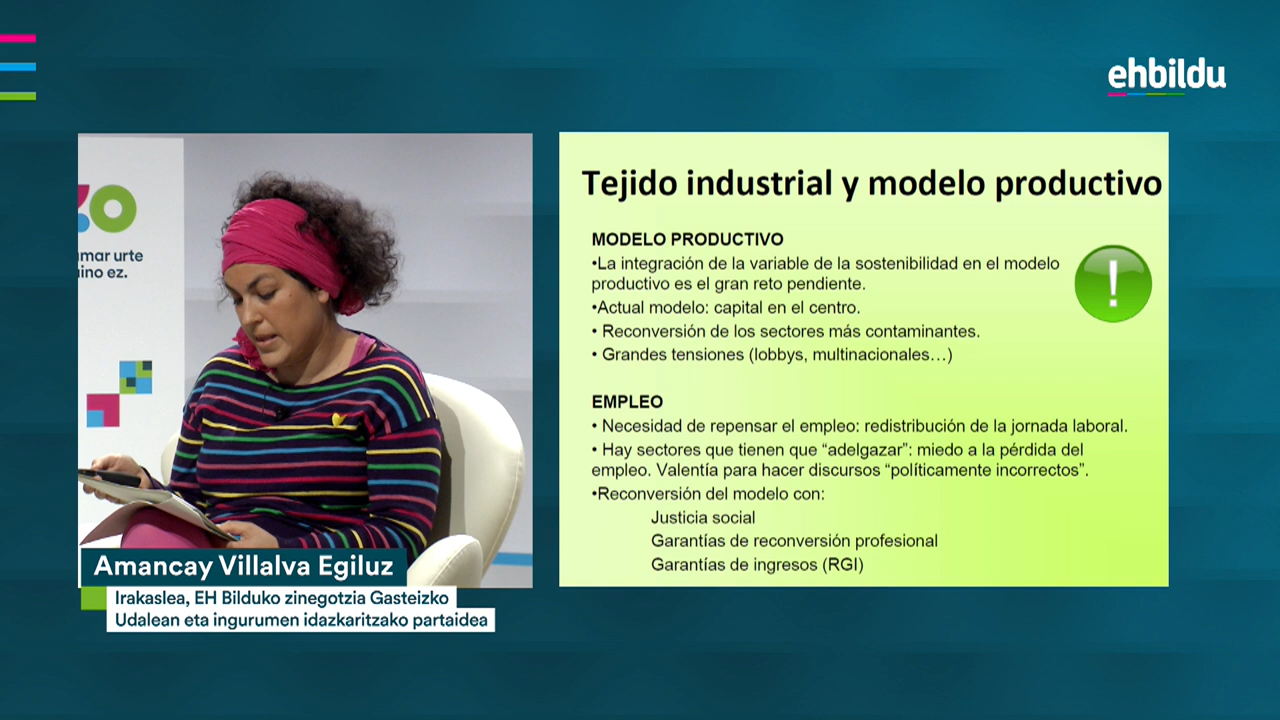 ehbildu
mar urte
ino ez.
Tejido industrial y modelo productivo
MODELO PRODUCTIVO
•La integración de la variable de la sostenibilidad en el modelo
productivo es el gran reto pendiente.
•Actual modelo: capital en el centro.
• Reconversión de los sectores más contaminantes.
• Grandes tensiones (lobbys, multinacionales…)
EMPLEO
• Necesidad de repensar el empleo: redistribución de la jornada laboral.
• Hay sectores que tienen que “adelgazar”: miedo a la pérdida del
empleo. Valentía para hacer discursos “políticamente incorrectos”.
•Reconversión del modelo con:
Justicia social
Garantías de reconversión profesional
Garantías de ingresos (RGI)
Amancay Villalva Egiluz
Irakaslea, EH Bilduko zinegotzia Gasteizko
Udalean eta ingurumen idazkaritzako partaidea